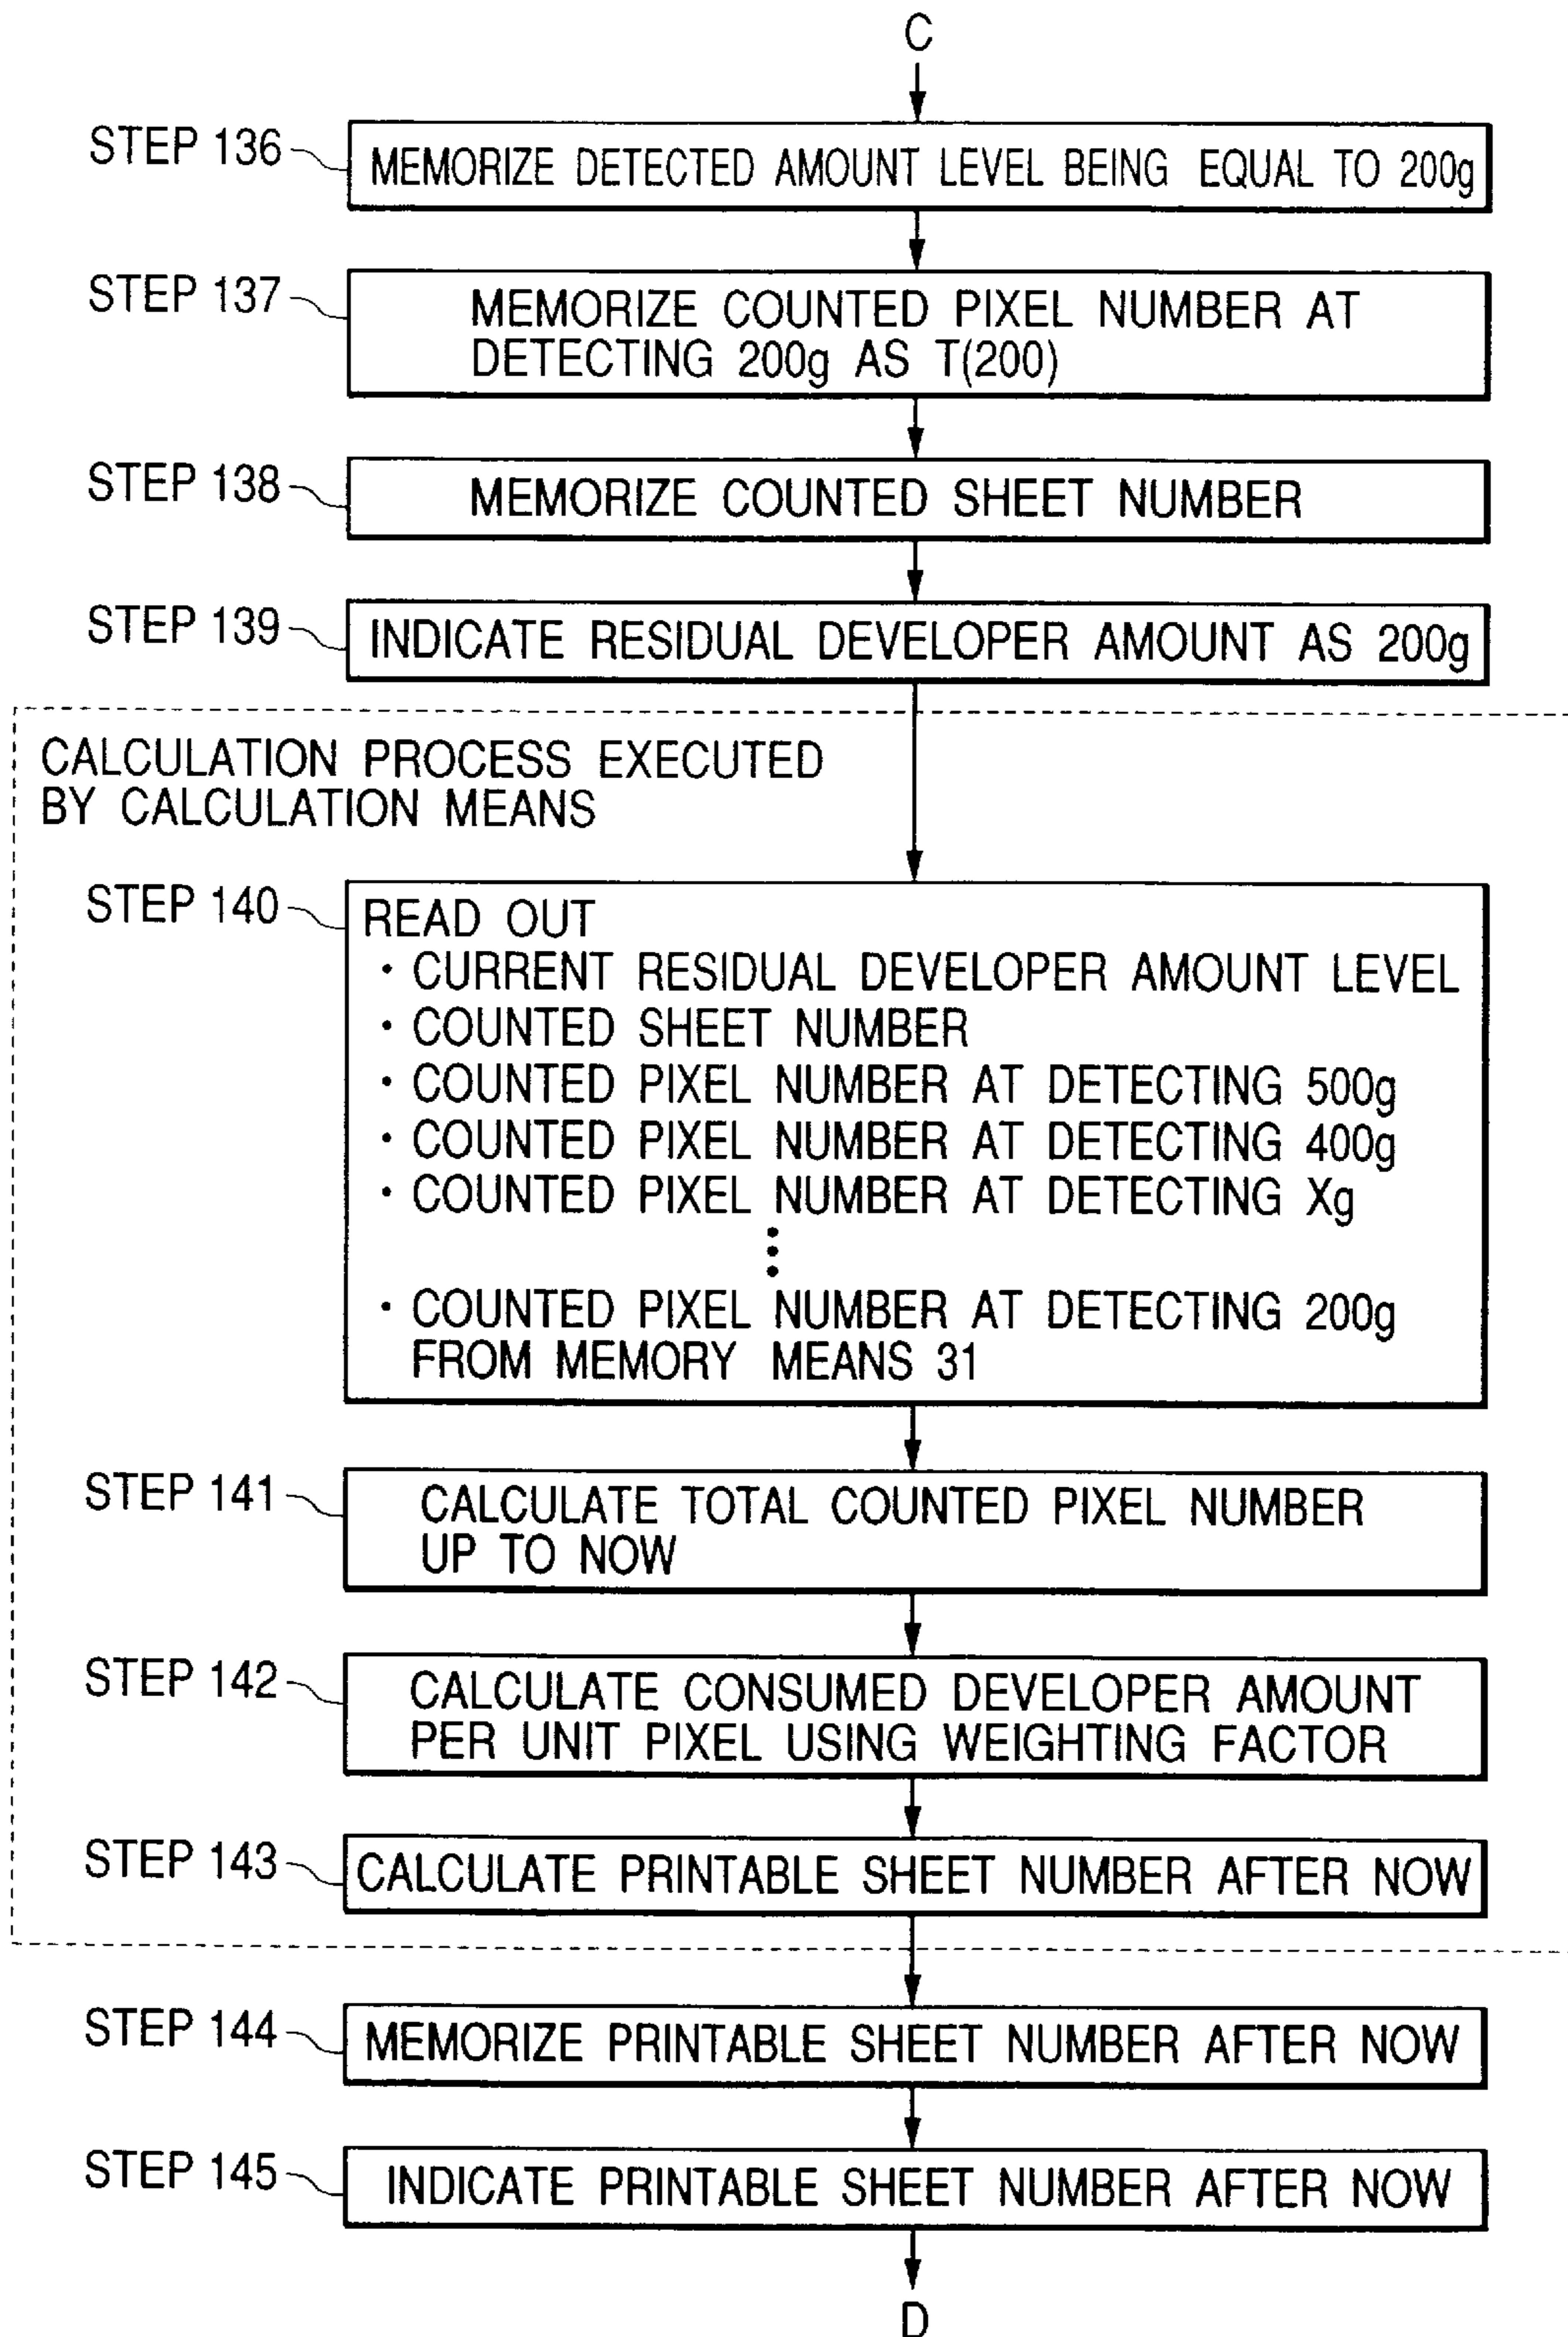 C
STEP 136
MEMORIZE DETECTED AMOUNT LEVEL BEING EQUAL TO 200g
STEP 137
MEMORIZE COUNTED PIXEL NUMBER AT
DETECTING 200g AS T(200)
STEP 138
MEMORIZE COUNTED SHEET NUMBER
STEP 139
INDICATE RESIDUAL DEVELOPER AMOUNT AS 200g
CALCULATION PROCESS EXECUTED
BY CALCULATION MEANS
STEP 140
READ OUT
· CURRENT RESIDUAL DEVELOPER AMOUNT LEVEL
· COUNTED SHEET NUMBER
· COUNTED PIXEL NUMBER AT DETECTING 500g
· COUNTED PIXEL NUMBER AT DETECTING 400g
· COUNTED PIXEL NUMBER AT DETECTING Xg
⋮
· COUNTED PIXEL NUMBER AT DETECTING 200g
FROM MEMORY MEANS 31
STEP 141
CALCULATE TOTAL COUNTED PIXEL NUMBER
UP TO NOW
STEP 142
CALCULATE CONSUMED DEVELOPER AMOUNT
PER UNIT PIXEL USING WEIGHTING FACTOR
STEP 143
CALCULATE PRINTABLE SHEET NUMBER AFTER NOW
STEP 144
MEMORIZE PRINTABLE SHEET NUMBER AFTER NOW
STEP 145
INDICATE PRINTABLE SHEET NUMBER AFTER NOW
D